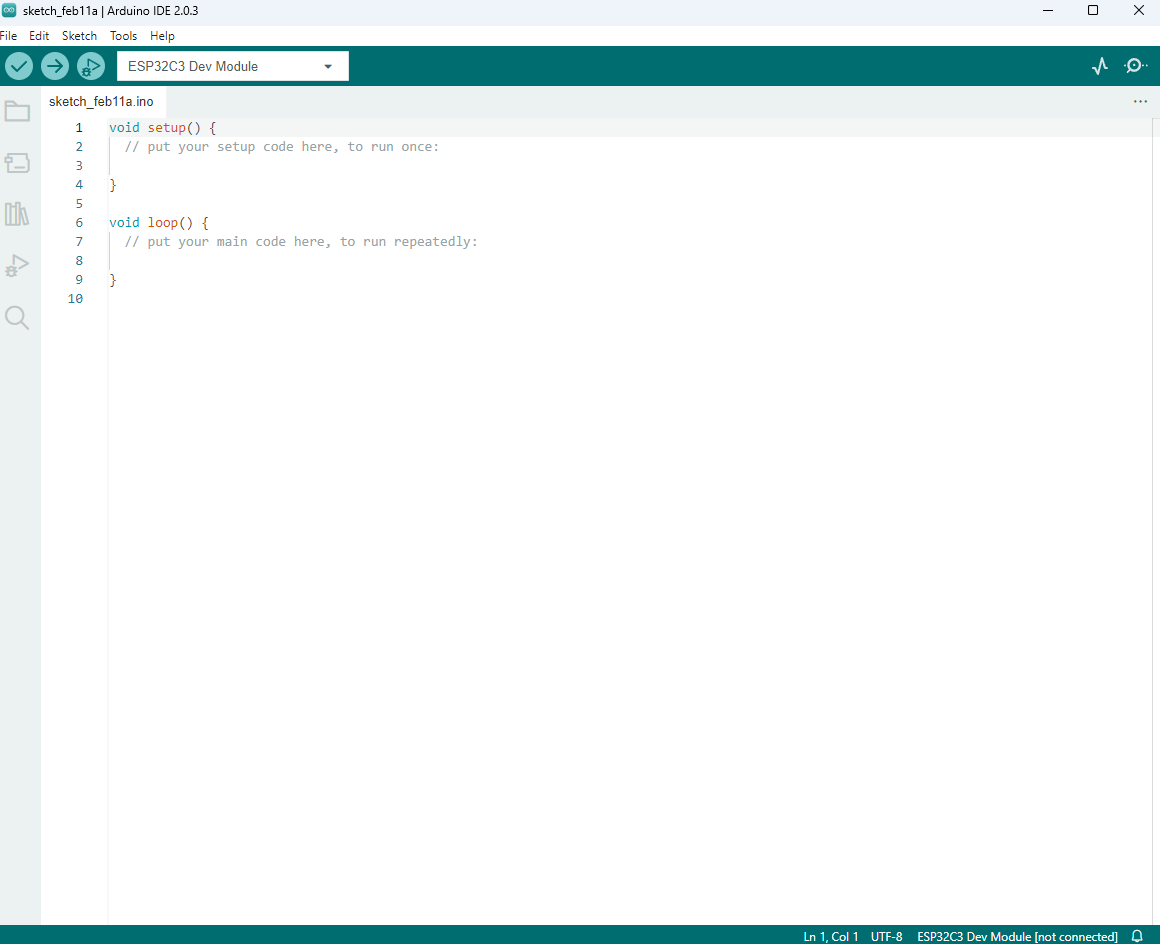 sketch_feb11a | Arduino IDE 2.0.3
File Edit Sketch Tools Help
ESP32C3 Dev Module
sketch_feb11a.ino
1 void setup() {
2 // put your setup code here, to run once:
3
4 }
5
6 void loop() {
7 // put your main code here, to run repeatedly:
8
9 }
10
Ln 1, Col 1 UTF-8 ESP32C3 Dev Module [not connected]